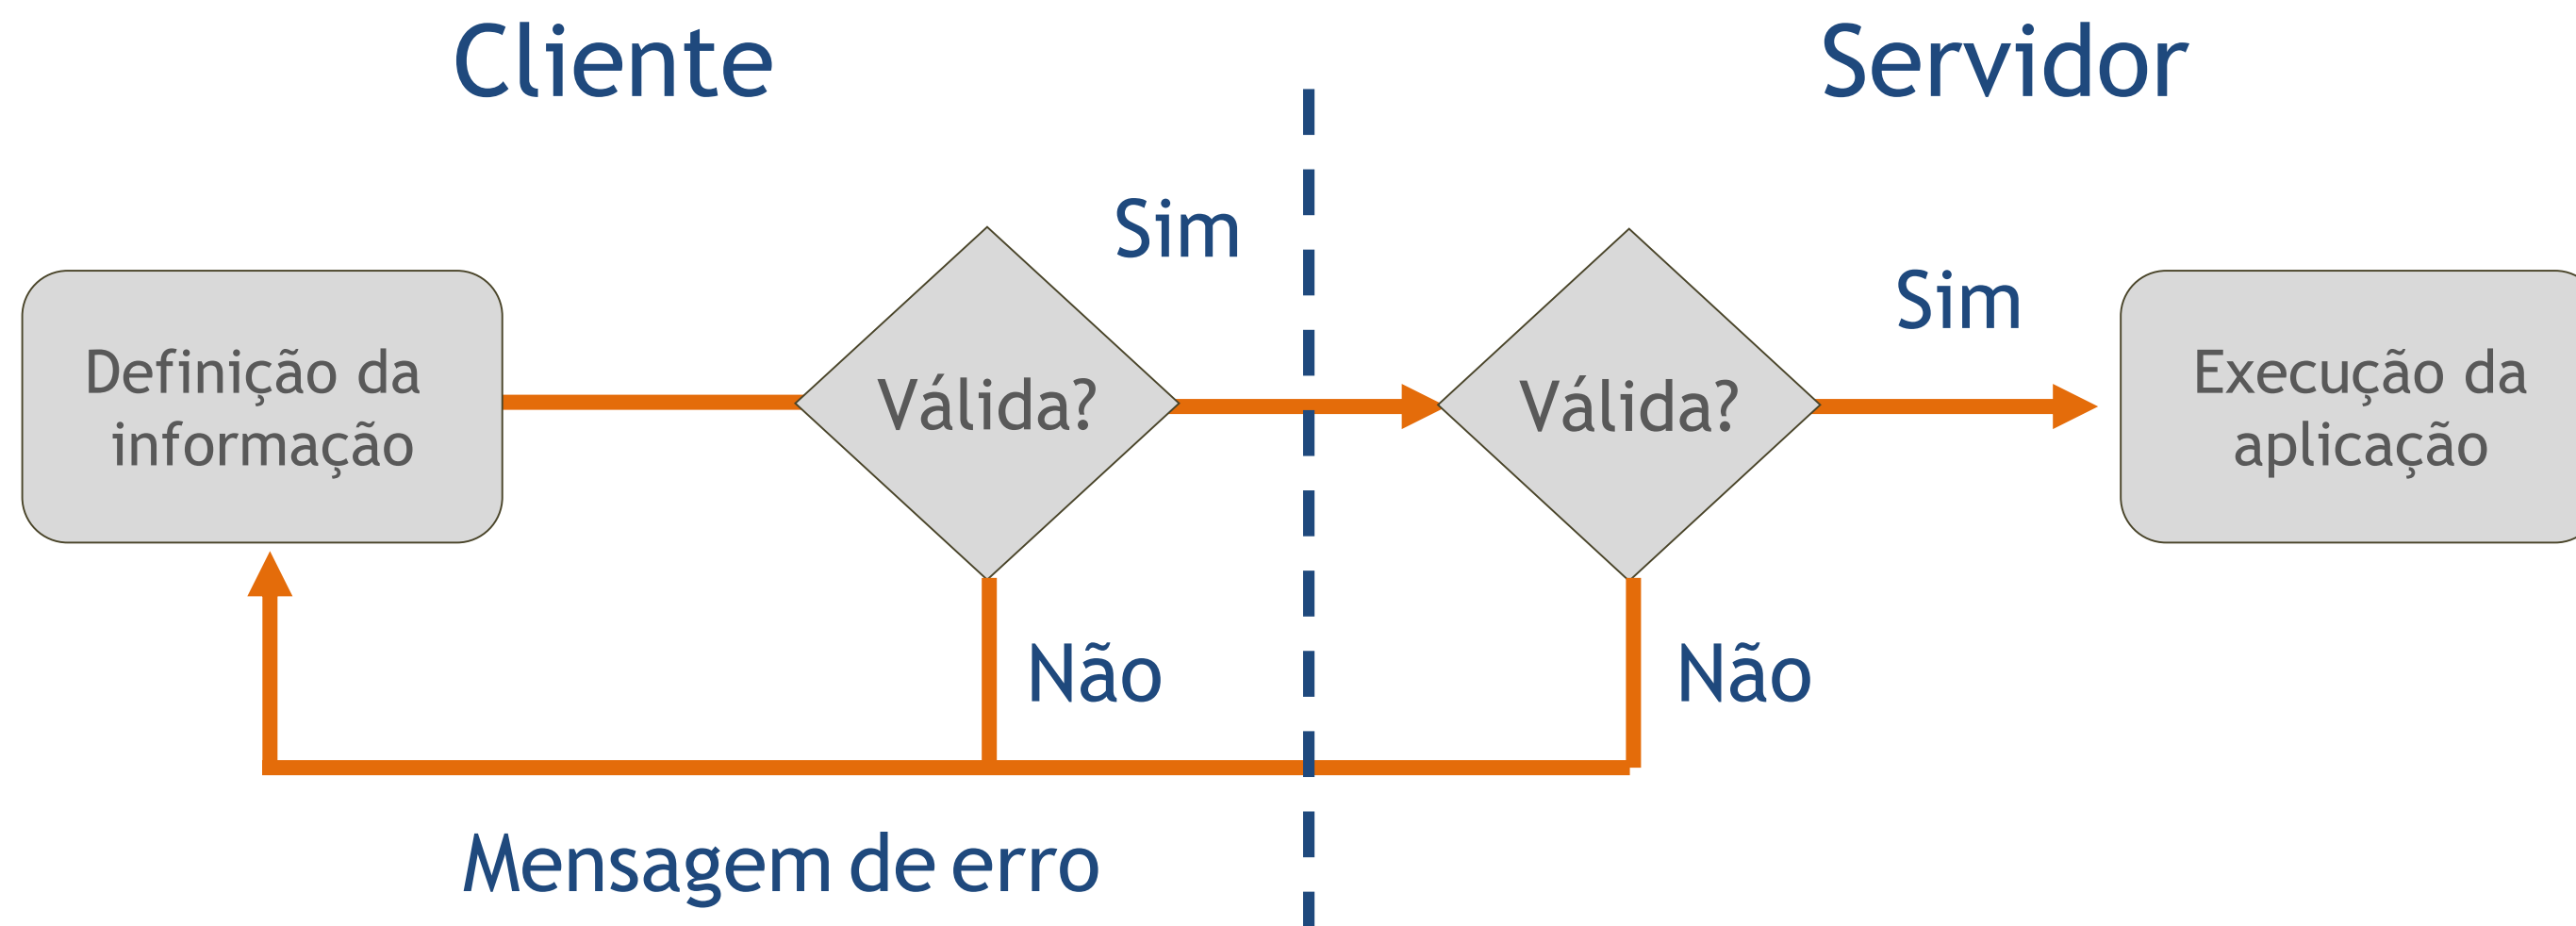 Cliente
Servidor
Sim
Sim
Definição da
informação
Válida?
Válida?
Execução da
aplicação
Não
Não
Mensagem de erro